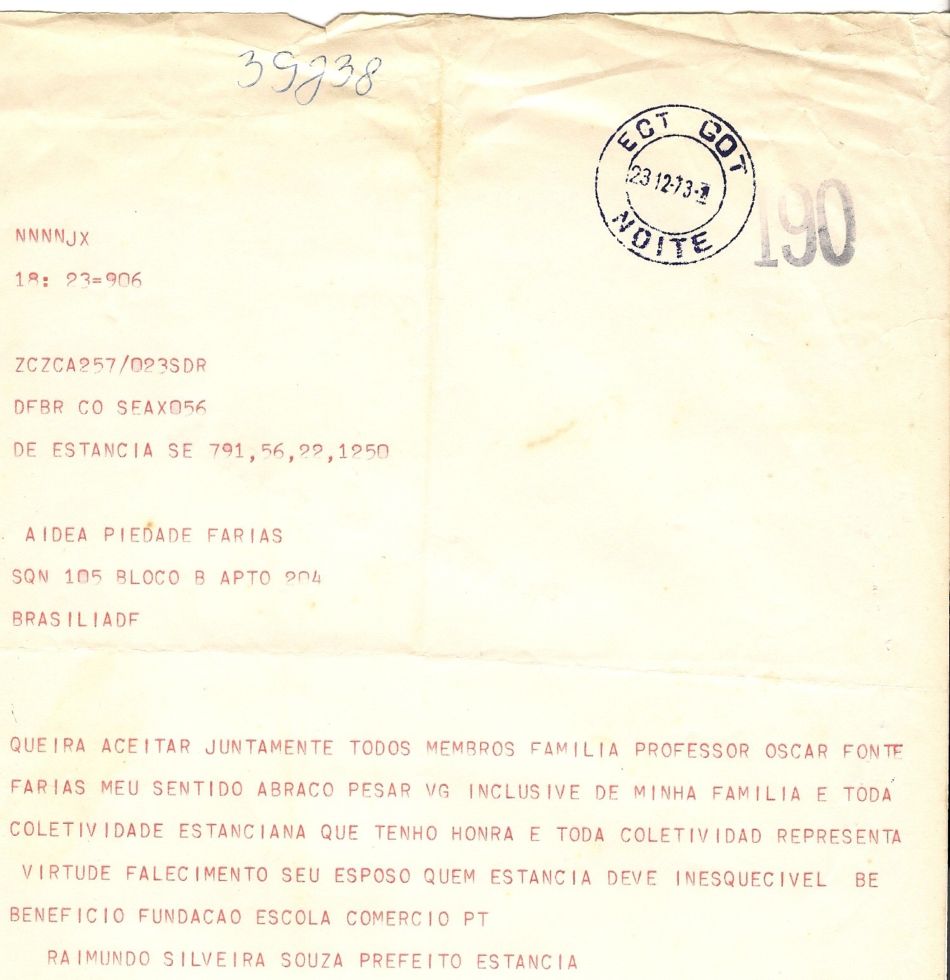 39238
ECT GOT
23 12-73-
NOITE
190
NNNNJX
18: 23=906
ZCZCA257/023SDR
DFBR CO SEAX056
DE ESTANCIA SE 791,56,22,1250
AIDEA PIEDADE FARIAS
SQN 105 BLOCO B APTO 204
BRASILIADF
QUEIRA ACEITAR JUNTAMENTE TODOS MEMBROS FAMILIA PROFESSOR OSCAR FONTE
FARIAS MEU SENTIDO ABRACO PESAR VG INCLUSIVE DE MINHA FAMILIA E TODA
COLETIVIDADE ESTANCIANA QUE TENHO HONRA E TODA COLETIVIDAD REPRESENTA
VIRTUDE FALECIMENTO SEU ESPOSO QUEM ESTANCIA DEVE INESQUECIVEL BE
BENEFICIO FUNDACAO ESCOLA COMERCIO PT
RAIMUNDO SILVEIRA SOUZA PREFEITO ESTANCIA